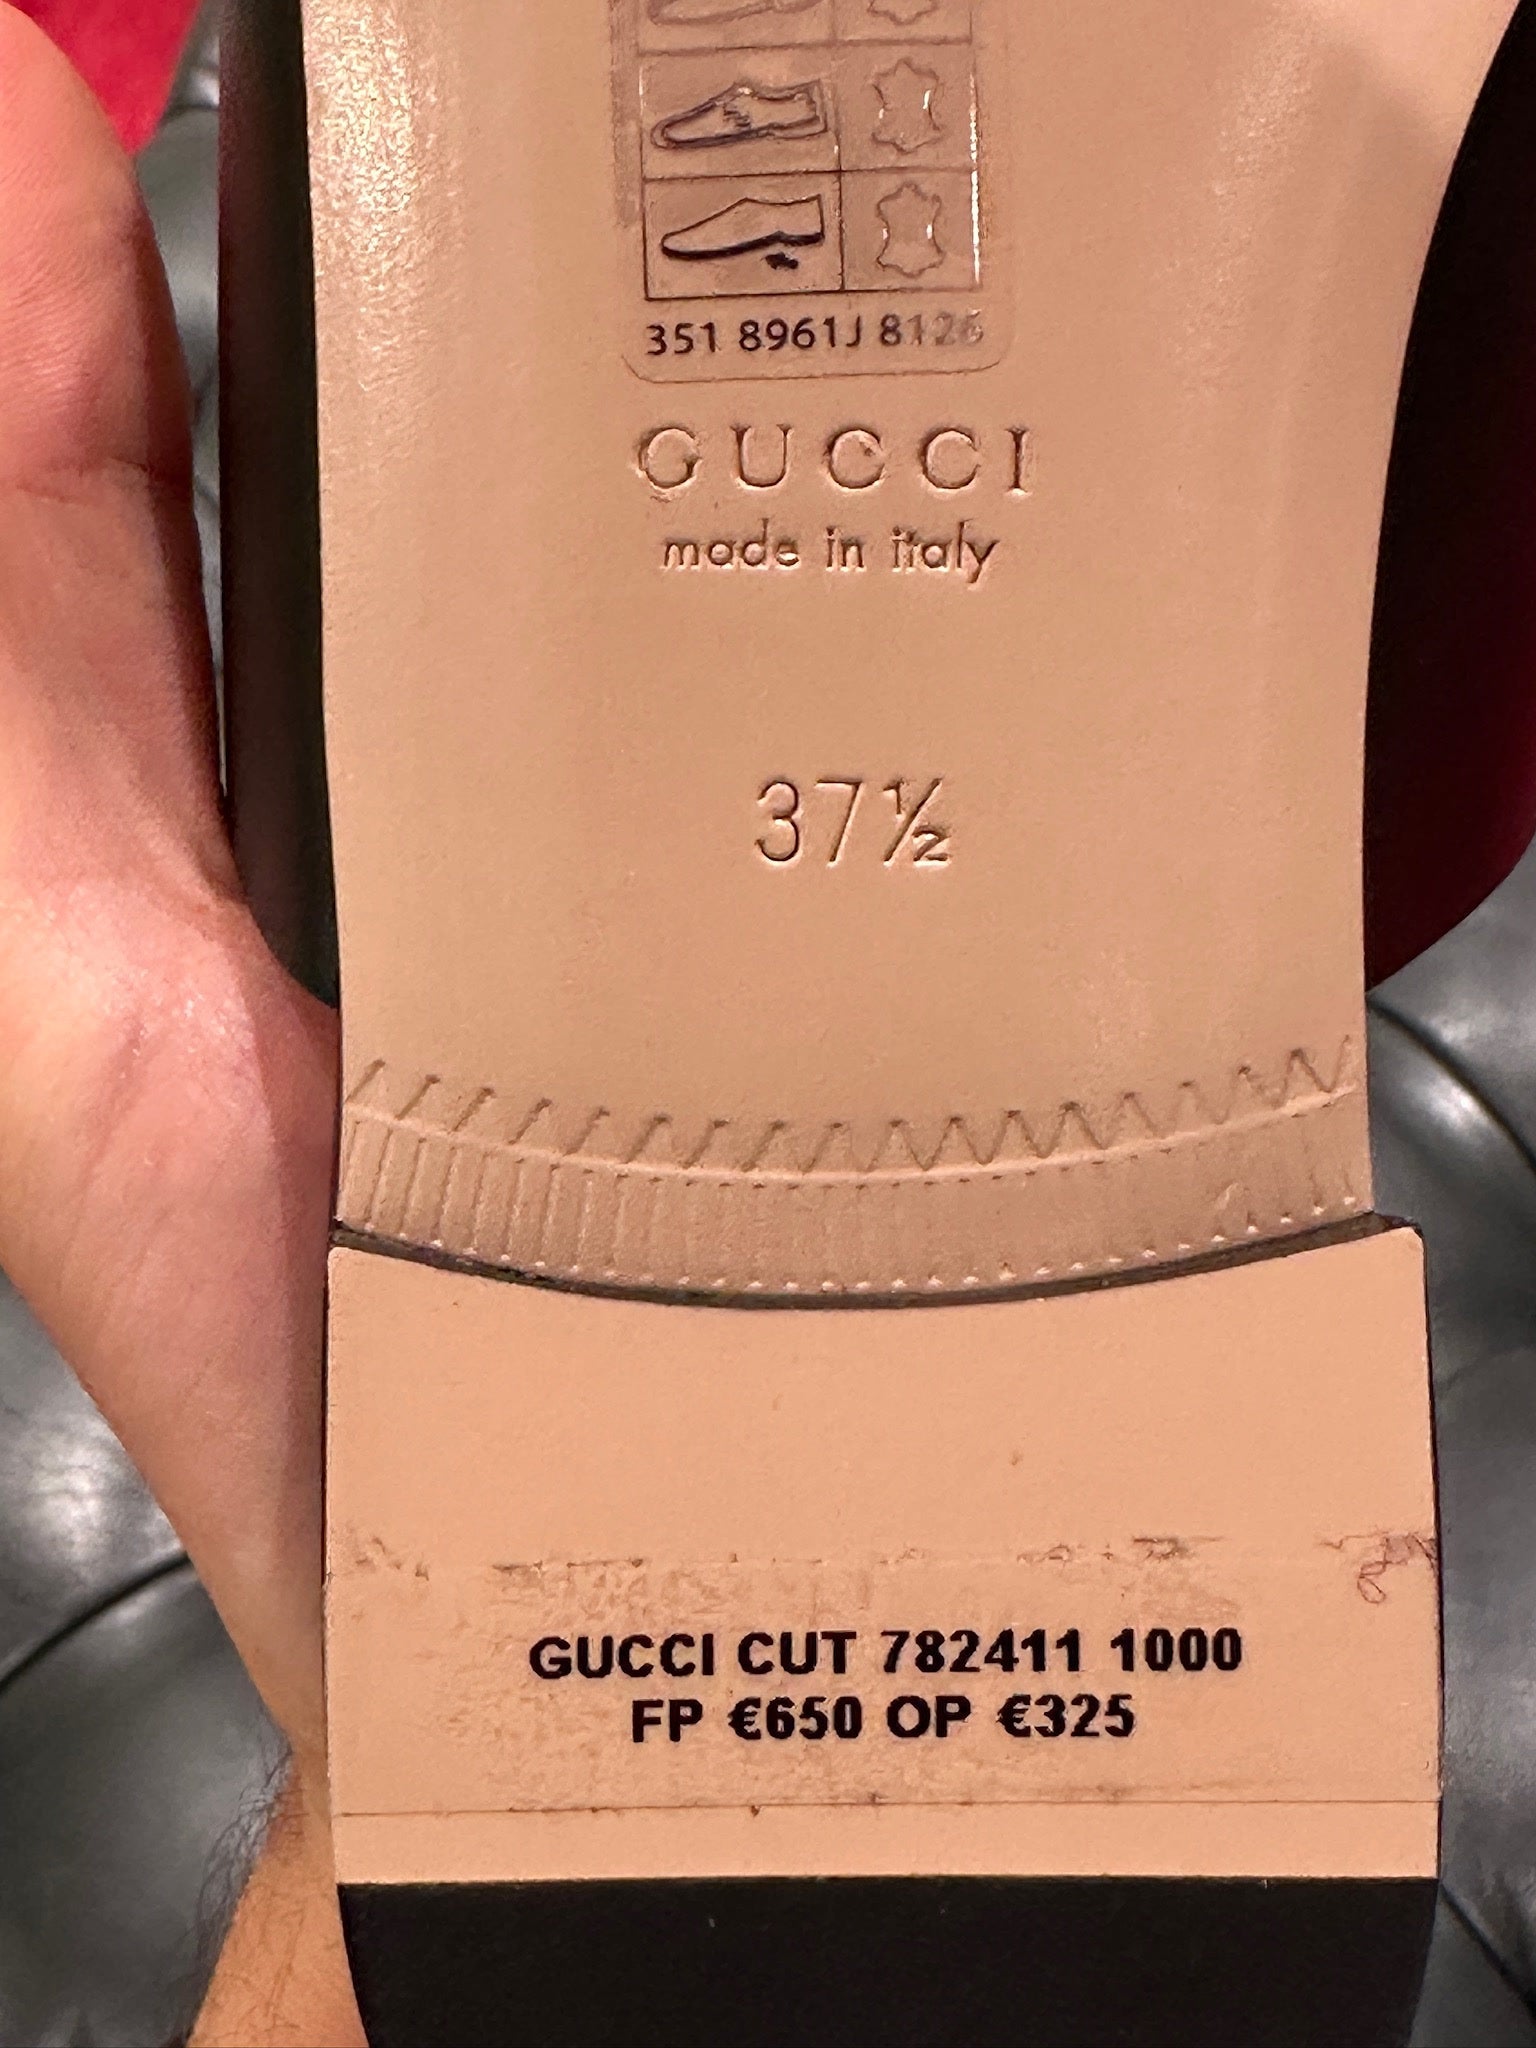 351 8961J 8126
GUCCI
made in italy
37½
GUCCI CUT 782411 1000
FP €650 OP €325